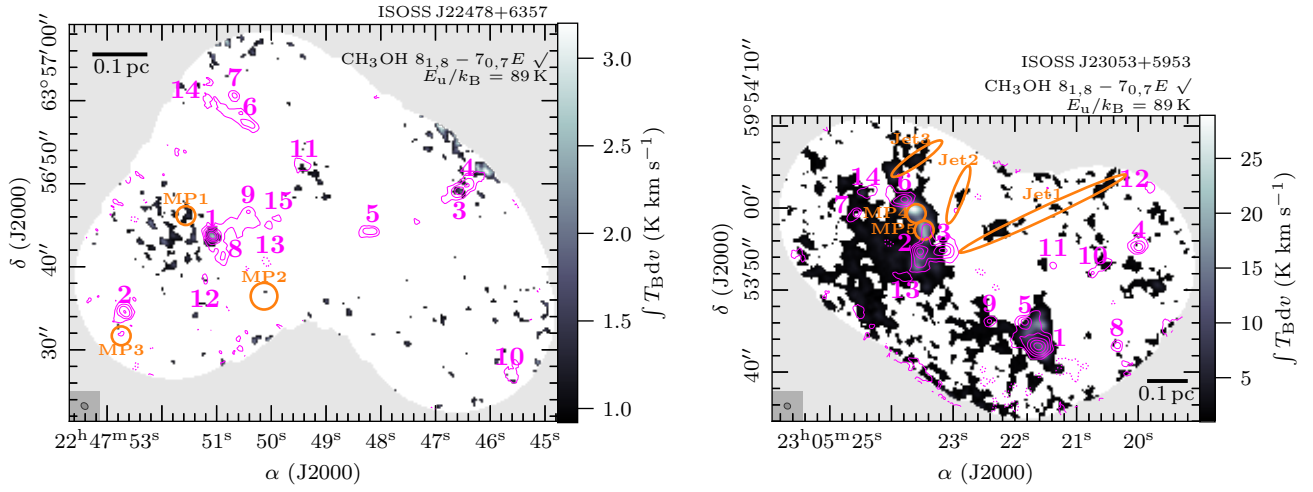 ISOSS J22478+6357
CH₃OH 8₁,₈ − 7₀,₇E √
Eu/kB = 89 K
0.1 pc
63°57′00″
56′50″
40″
30″
δ (J2000)
14
7
6
11
4
3
MP1
9
15
1
8
13
5
MP2
12
2
MP3
10
22ʰ47ᵐ53ˢ
51ˢ
50ˢ
49ˢ
48ˢ
47ˢ
46ˢ
45ˢ
α (J2000)
3.0
2.5
2.0
1.5
1.0
∫ TBdv (K km s⁻¹)
ISOSS J23053+5953
CH₃OH 8₁,₈ − 7₀,₇E √
Eu/kB = 89 K
59°54′10″
00″
53′50″
40″
δ (J2000)
Jet3
Jet2
Jet1
12
14
6
7
MP4
MP5
3
2
4
11
10
13
9
5
1
8
0.1 pc
23ʰ05ᵐ25ˢ
23ˢ
22ˢ
21ˢ
20ˢ
α (J2000)
25
20
15
10
5
∫ TBdv (K km s⁻¹)